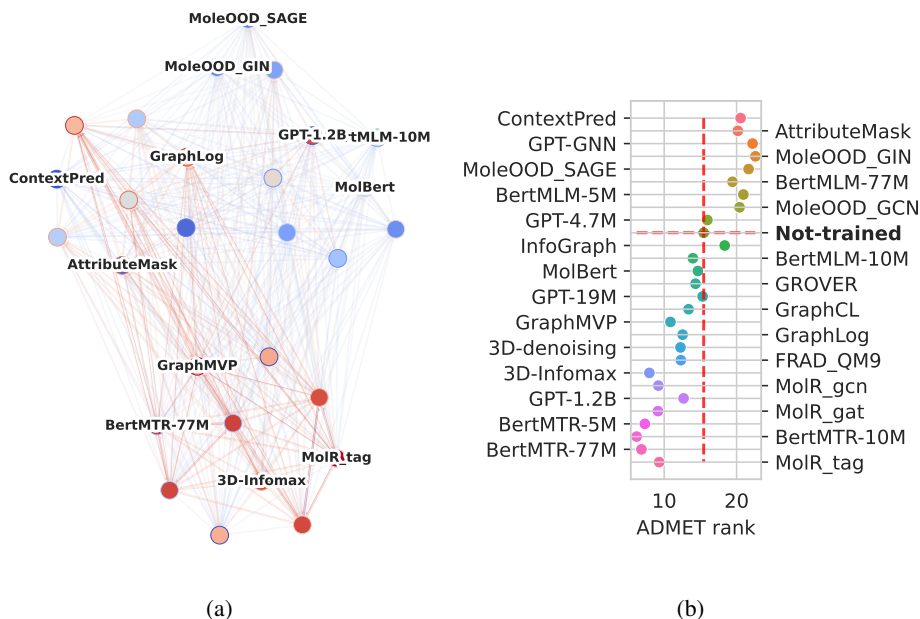 MoleOOD_SAGE
MoleOOD_GIN
GPT-1.2B
tMLM-10M
GraphLog
ContextPred
MolBert
AttributeMask
GraphMVP
BertMTR-77M
MolR_tag
3D-Infomax
(a)
ContextPred
AttributeMask
GPT-GNN
MoleOOD_GIN
MoleOOD_SAGE
BertMLM-77M
BertMLM-5M
MoleOOD_GCN
GPT-4.7M
Not-trained
InfoGraph
BertMLM-10M
MolBert
GROVER
GPT-19M
GraphCL
GraphMVP
GraphLog
3D-denoising
FRAD_QM9
3D-Infomax
MolR_gcn
GPT-1.2B
MolR_gat
BertMTR-5M
BertMTR-10M
BertMTR-77M
MolR_tag
10 20
ADMET rank
(b)